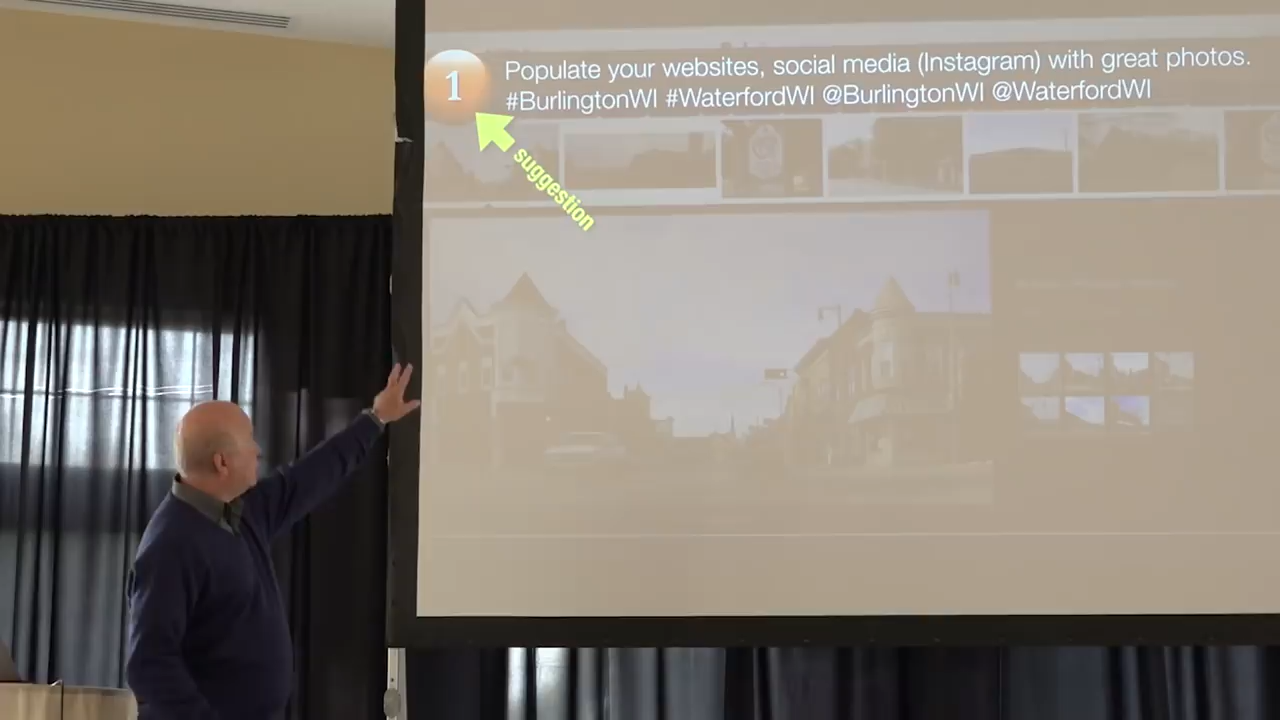 1
Populate your websites, social media (Instagram) with great photos.
#BurlingtonWI #WaterfordWI @BurlingtonWI @WaterfordWI
suggestion